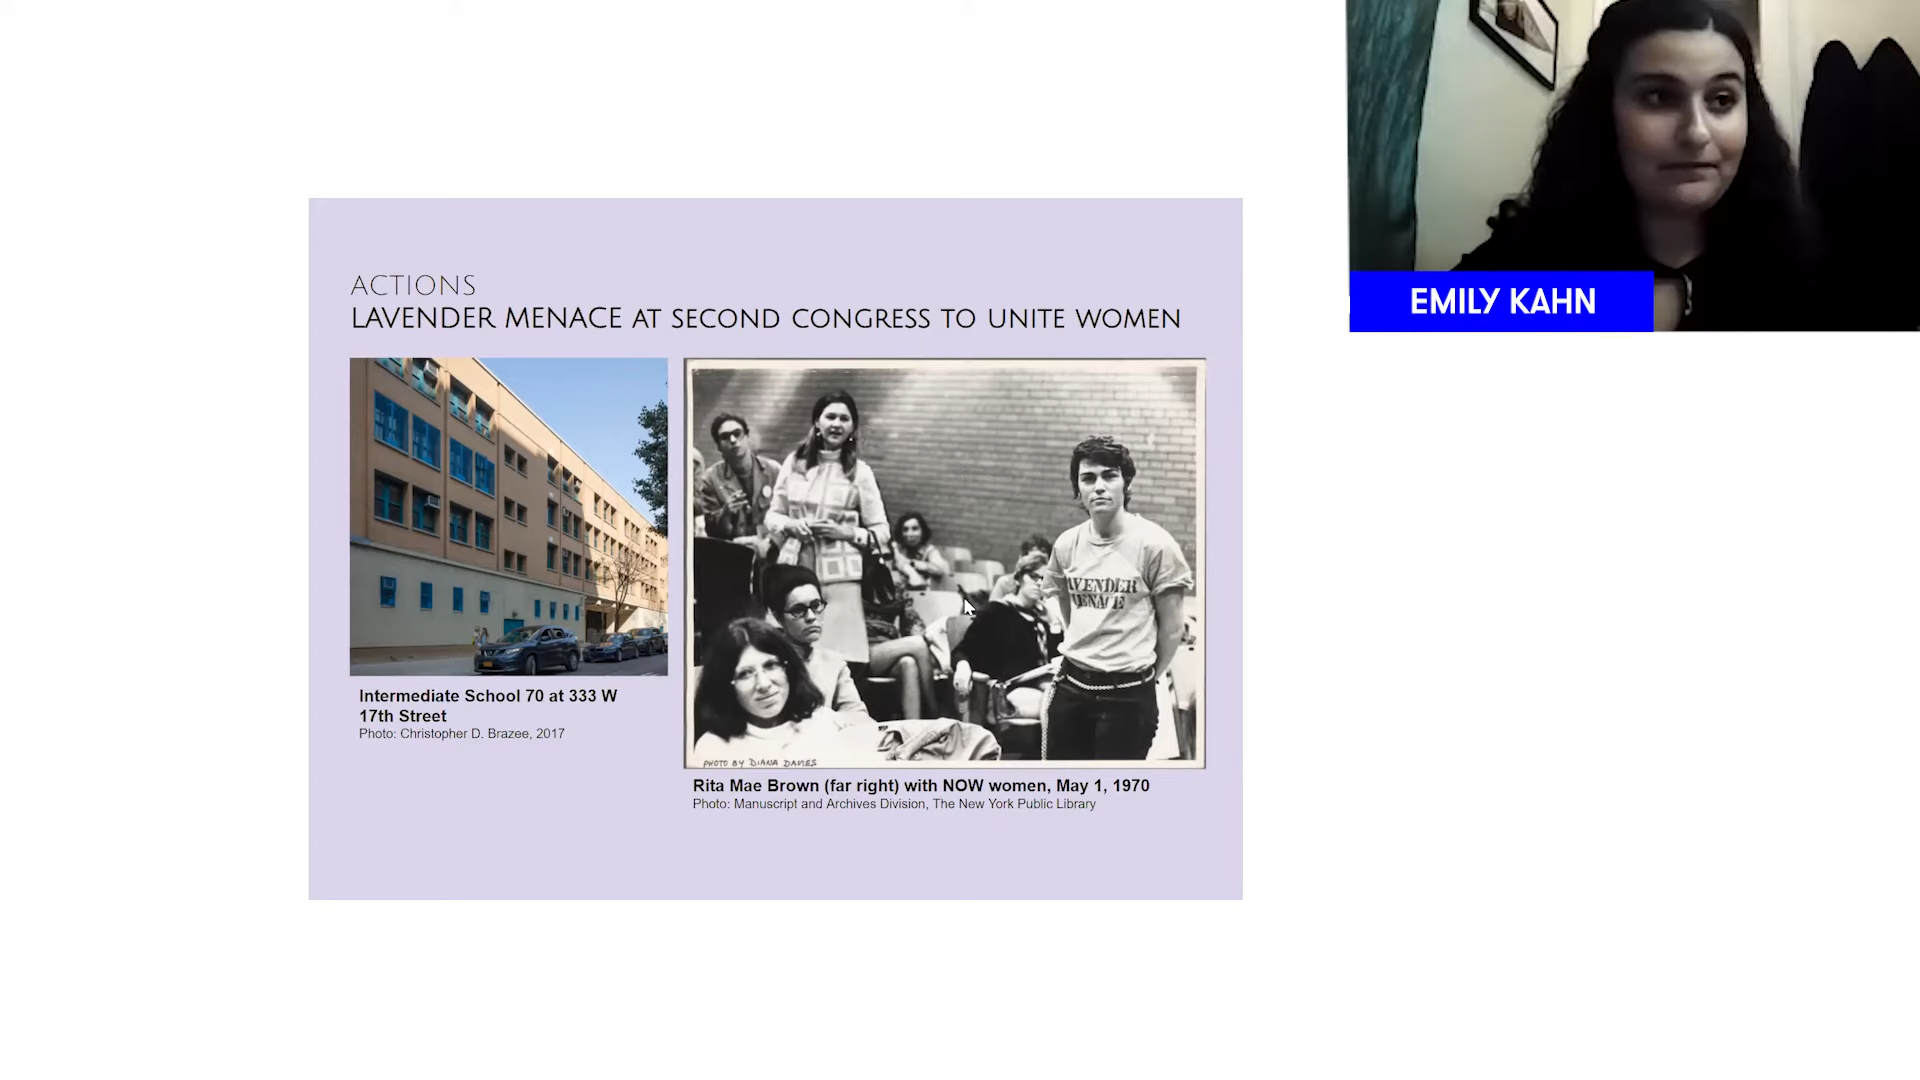 ACTIONS
LAVENDER MENACE AT SECOND CONGRESS TO UNITE WOMEN
AVENDER
MENACE
PHOTO BY DIANA DAVIES
Intermediate School 70 at 333 W
17th Street
Photo: Christopher D. Brazee, 2017
Rita Mae Brown (far right) with NOW women, May 1, 1970
Photo: Manuscript and Archives Division, The New York Public Library
EMILY KAHN